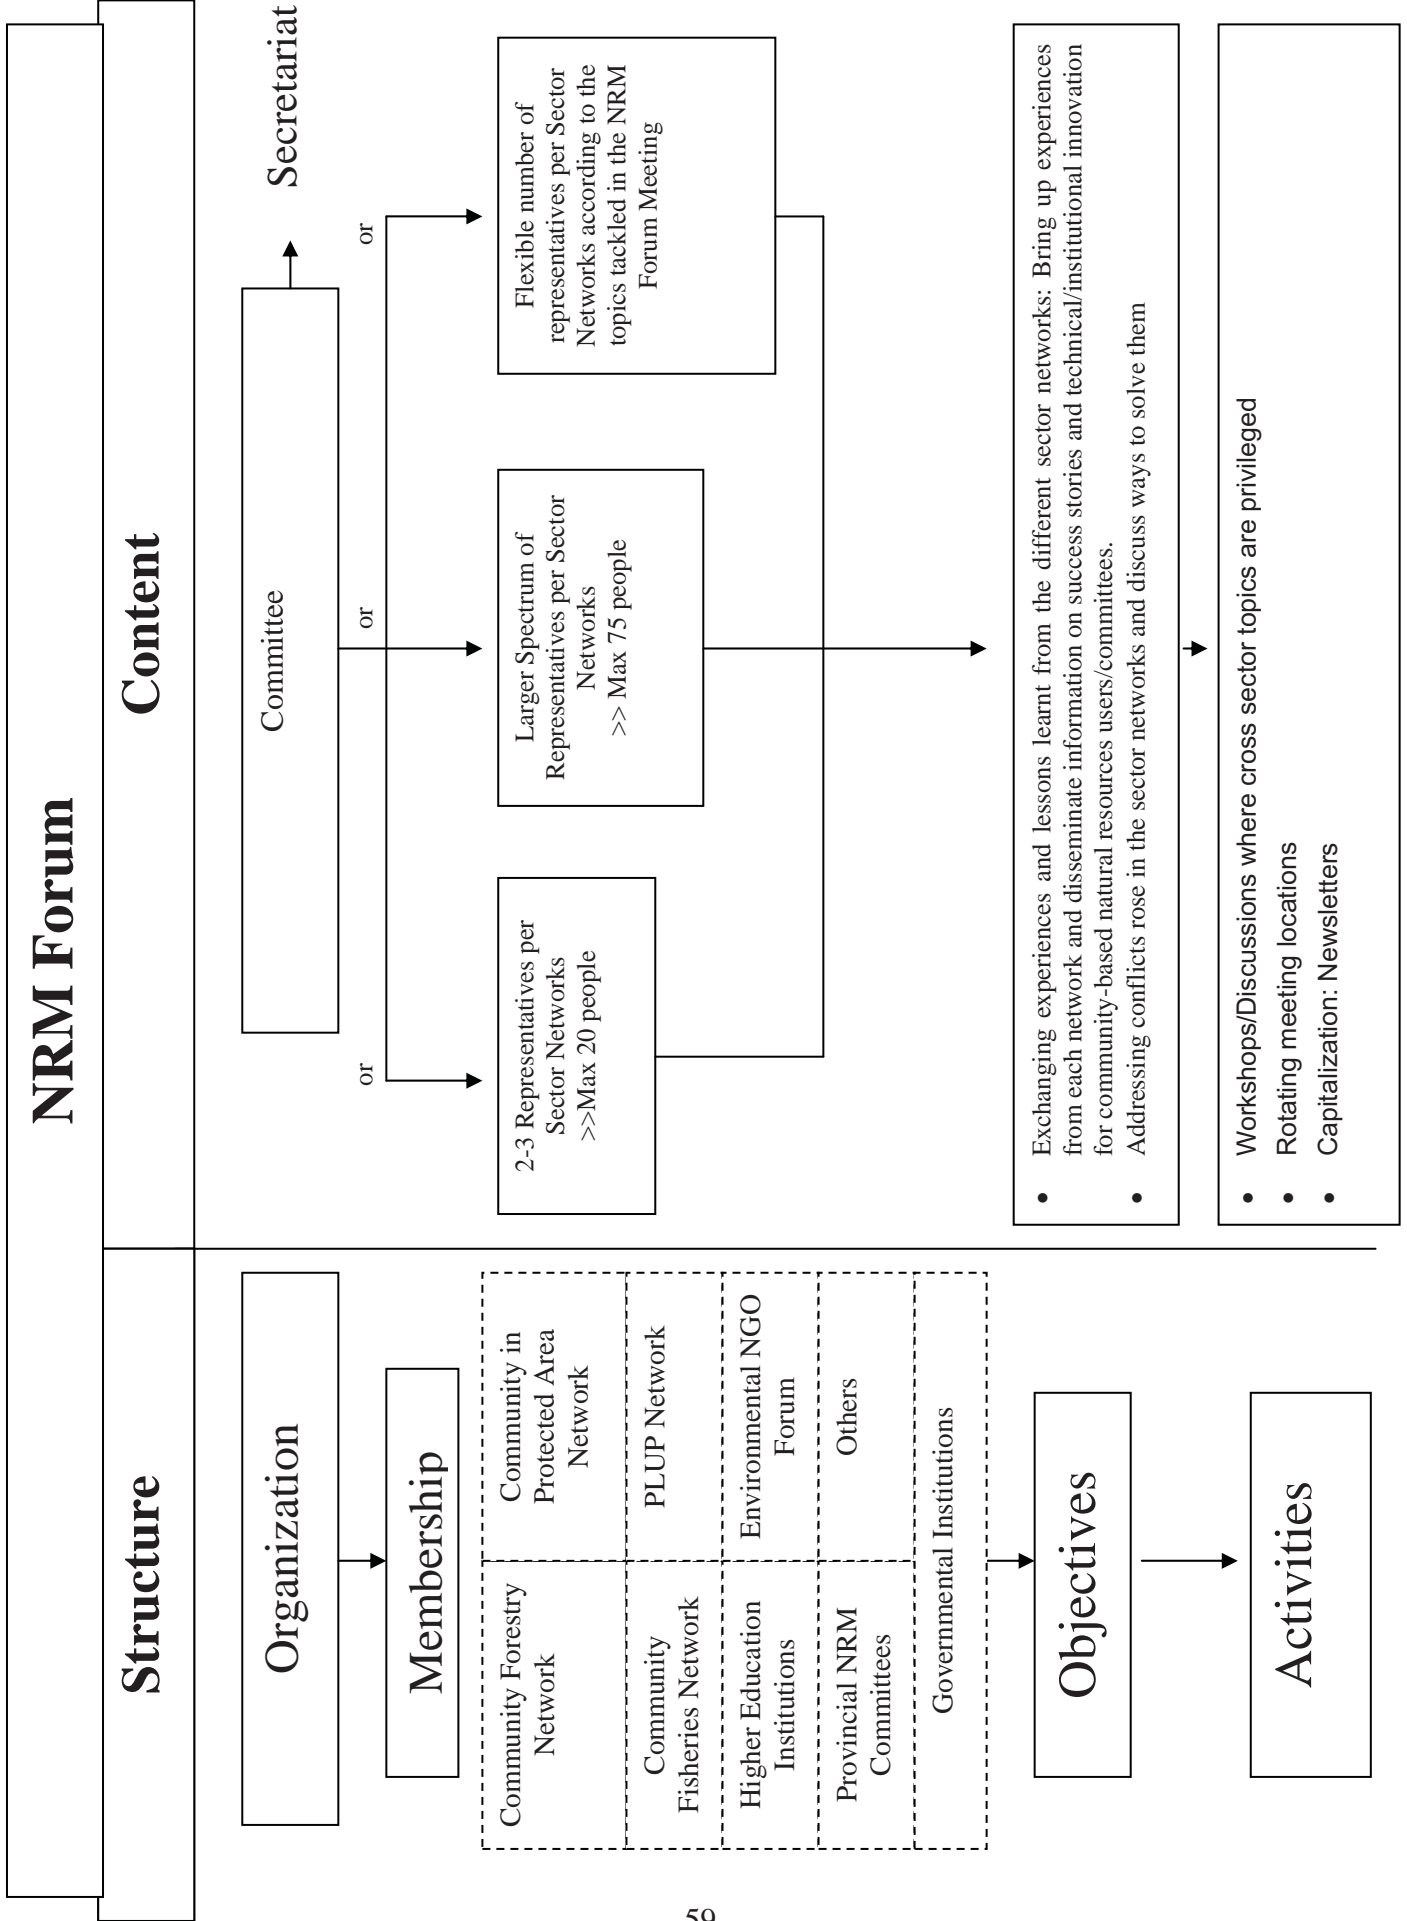 NRM Forum
Structure
Content
Organization
Committee
Secretariat
or
or
or
Membership
Community Forestry
Network
Community in
Protected Area
Network
Community
Fisheries Network
PLUP Network
Higher Education
Institutions
Environmental NGO
Forum
Provincial NRM
Committees
Others
Governmental Institutions
2-3 Representatives per
Sector Networks
>>Max 20 people
Larger Spectrum of
Representatives per Sector
Networks
>> Max 75 people
Flexible number of
representatives per Sector
Networks according to the
topics tackled in the NRM
Forum Meeting
Objectives
• Exchanging experiences and lessons learnt from the different sector networks: Bring up experiences
from each network and disseminate information on success stories and technical/institutional innovation
for community-based natural resources users/committees.
• Addressing conflicts rose in the sector networks and discuss ways to solve them
Activities
• Workshops/Discussions where cross sector topics are privileged
• Rotating meeting locations
• Capitalization: Newsletters
59